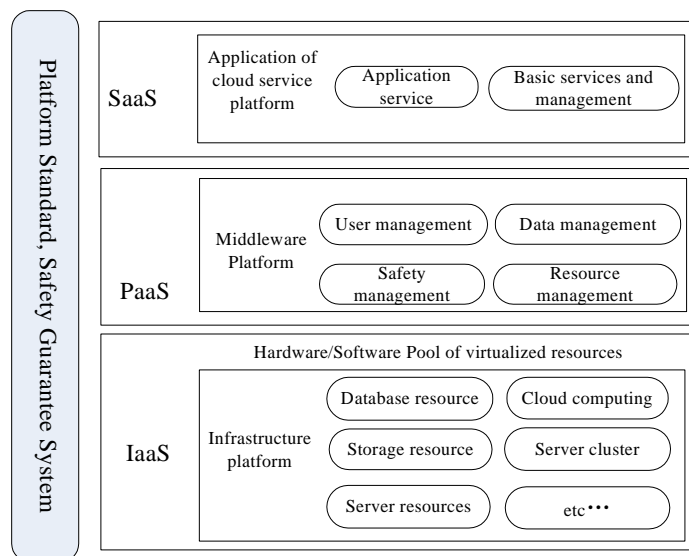 Platform Standard, Safety Guarantee System
SaaS
Application of
cloud service
platform
Application
service
Basic services and
management
PaaS
Middleware
Platform
User management
Data management
Safety
management
Resource
management
IaaS
Hardware/Software Pool of virtualized resources
Infrastructure
platform
Database resource
Cloud computing
Storage resource
Server cluster
Server resources
etc···